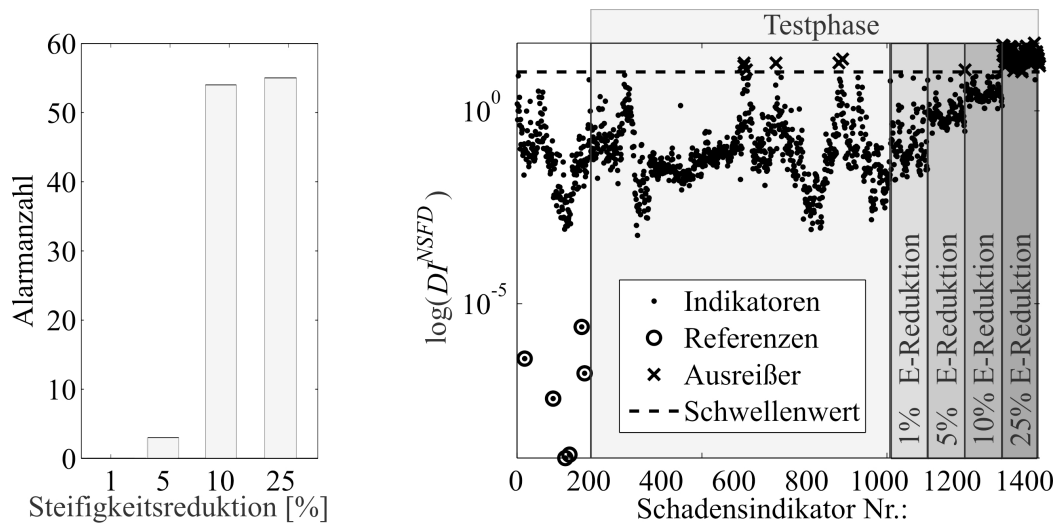 60
50
40
30
20
10
0
Alarmanzahl
1 5 10 25
Steifigkeitsreduktion [%]
Testphase
10^0
10^-5
log(DI^NSFD)
Indikatoren
Referenzen
Ausreißer
Schwellenwert
1% E-Reduktion
5% E-Reduktion
10% E-Reduktion
25% E-Reduktion
0 200 400 600 800 1000 1200 1400
Schadensindikator Nr.: